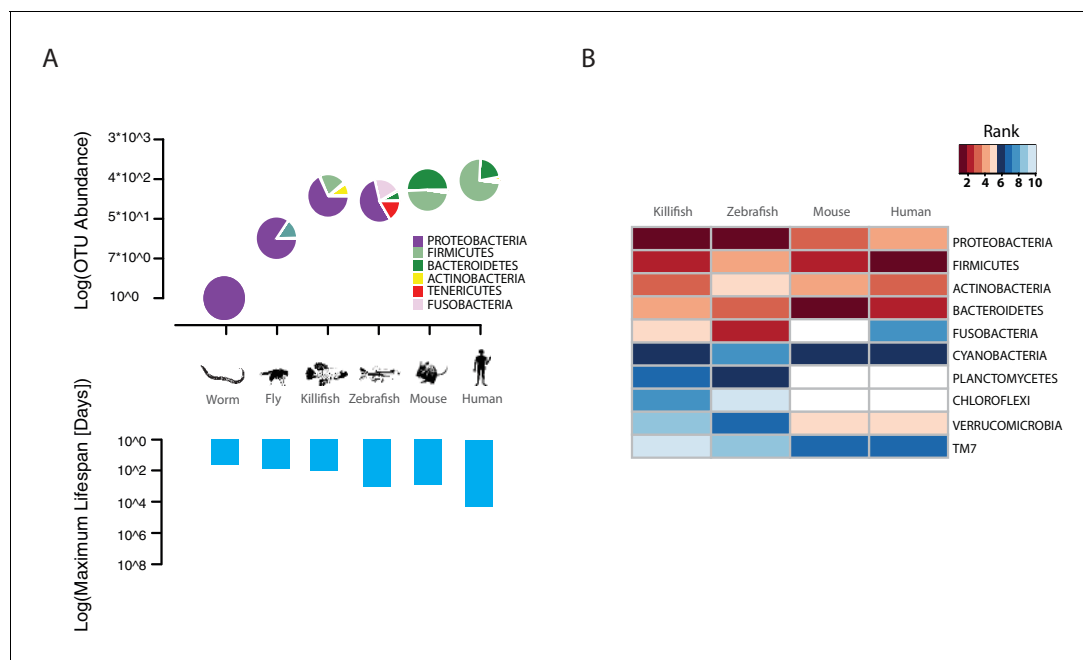 A
B
Log(OTU Abundance)
3*10^3
4*10^2
5*10^1
7*10^0
10^0
PROTEOBACTERIA
FIRMICUTES
BACTEROIDETES
ACTINOBACTERIA
TENERICUTES
FUSOBACTERIA
Worm Fly Killifish Zebrafish Mouse Human
Log(Maximum Lifespan [Days])
10^0
10^2
10^4
10^6
10^8
Rank
2 4 6 8 10
Killifish Zebrafish Mouse Human
PROTEOBACTERIA
FIRMICUTES
ACTINOBACTERIA
BACTEROIDETES
FUSOBACTERIA
CYANOBACTERIA
PLANCTOMYCETES
CHLOROFLEXI
VERRUCOMICROBIA
TM7